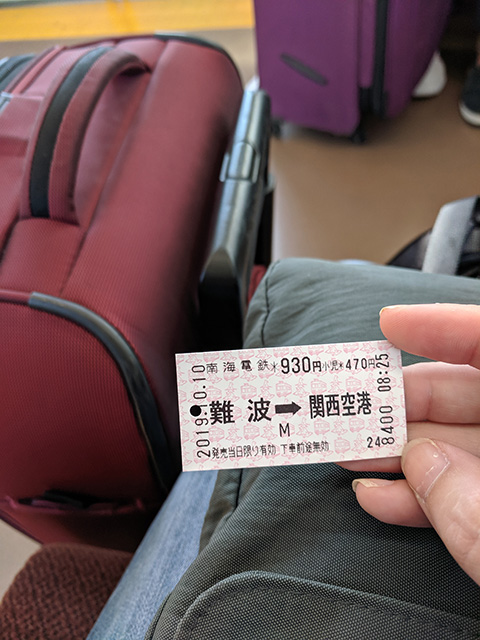 南海電鉄 930円 小児 470円
難波➡関西空港
M
24
発売当日限り有効 下車前途無効
2019.10.10
8400 08:25